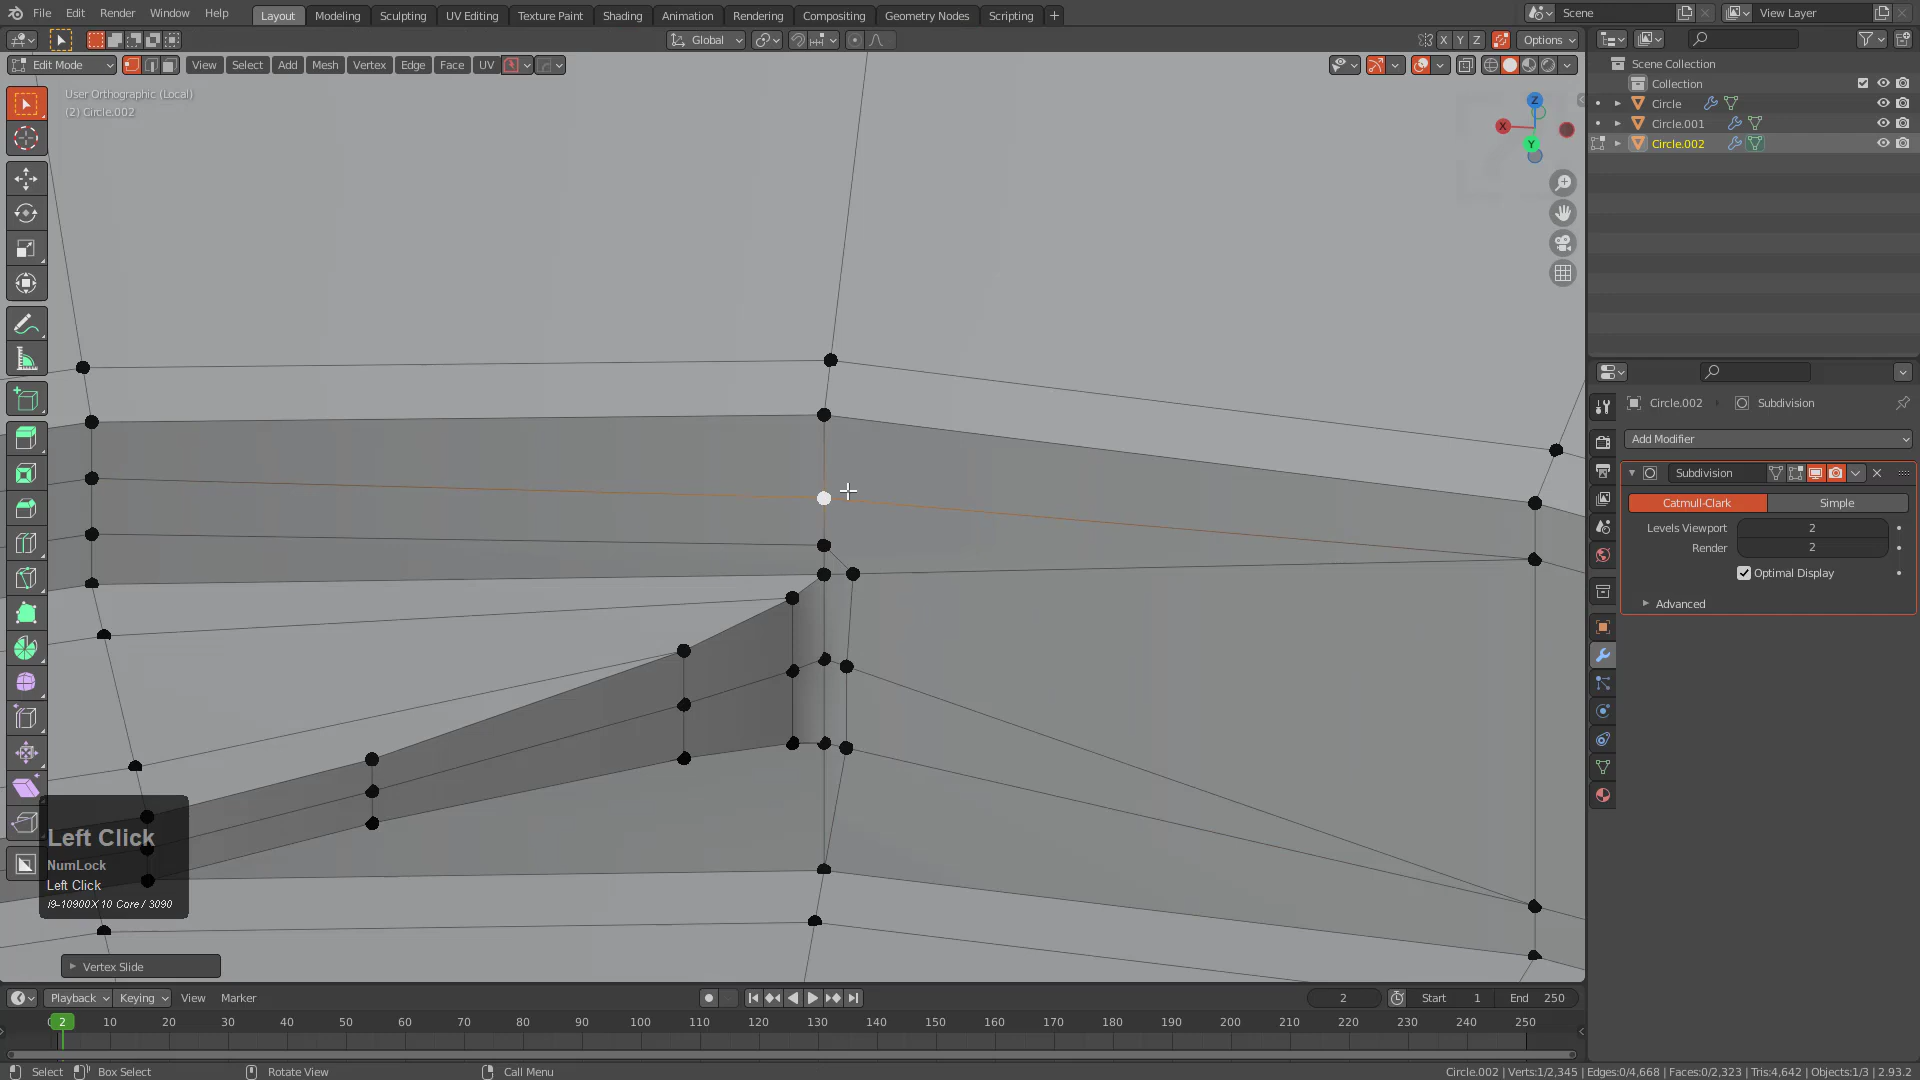 File Edit Render Window Help Layout Modeling Sculpting UV Editing Texture Paint Shading Animation Rendering Compositing Geometry Nodes Scripting + Scene View Layer
Global X Y Z Options
Edit Mode View Select Add Mesh Vertex Edge Face UV
User Orthographic (Local)
(2) Circle.002
Z
X
Y
Scene Collection
Collection
Circle
Circle.001
Circle.002
Circle.002 › Subdivision
Add Modifier
Subdivision
Catmull-Clark Simple
Levels Viewport 2
Render 2
Optimal Display
Advanced
Left Click
NumLock
Left Click
i9-10900X 10 Core / 3090
Vertex Slide
Playback Keying View Marker 2 Start 1 End 250
2 10 20 30 40 50 60 70 80 90 100 110 120 130 140 150 160 170 180 190 200 210 220 230 240 250
Select Box Select Rotate View Call Menu Circle.002 | Verts:1/2,345 | Edges:0/4,668 | Faces:0/2,323 | Tris:4,642 | Objects:1/3 | 2.93.2